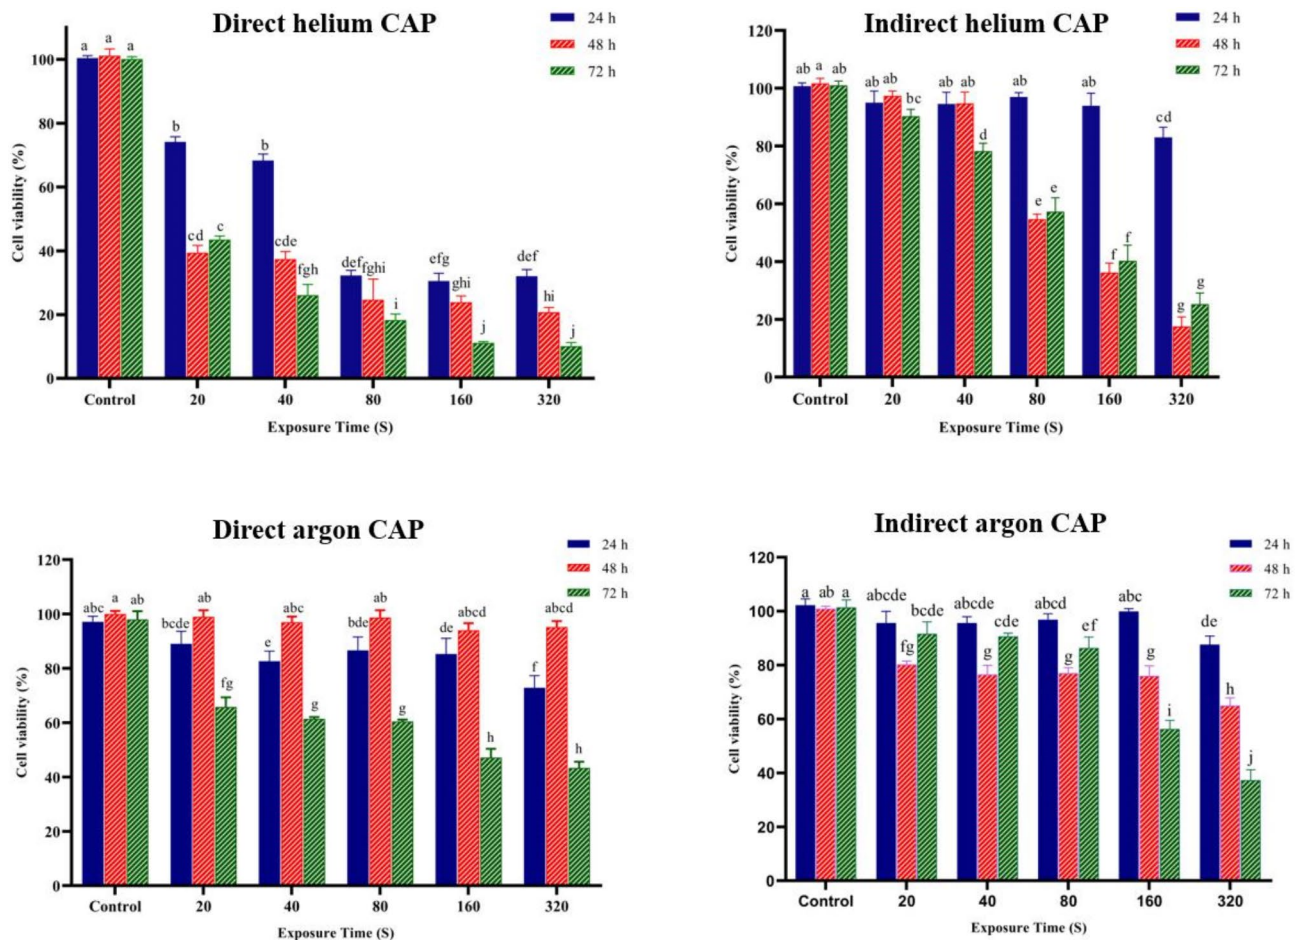 Direct helium CAP
24 h
48 h
72 h
Cell viability (%)
100
80
60
40
20
0
a a a
b cd c
b cde fgh
def fghi i
efg ghi j
def hi j
Control 20 40 80 160 320
Exposure Time (S)
Indirect helium CAP
24 h
48 h
72 h
Cell viability (%)
120
100
80
60
40
20
0
ab a ab
ab ab bc
ab ab d
ab e e
ab f f
cd g g
Control 20 40 80 160 320
Exposure Time (S)
Direct argon CAP
24 h
48 h
72 h
Cell viability (%)
120
100
80
60
40
20
0
abc a ab
bcde ab fg
e abc g
bde ab g
de abcd h
f abcd h
Control 20 40 80 160 320
Exposure Time (S)
Indirect argon CAP
24 h
48 h
72 h
Cell viability (%)
120
100
80
60
40
20
0
a ab a
abcde fg bcde
abcde g cde
abcd g ef
abc g i
de h j
Control 20 40 80 160 320
Exposure Time (S)